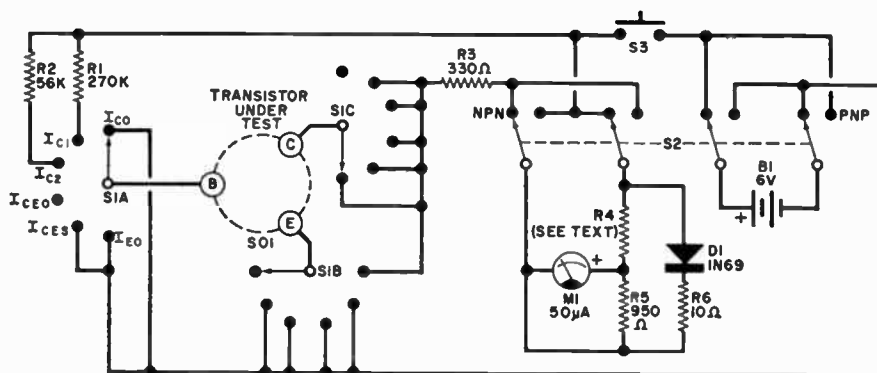 S3
R2
56K
R1
270K
R3
330Ω
TRANSISTOR
UNDER
TEST
S1C
ICO
NPN
PNP
IC1
S2
IC2
C
B1
6V
+
S1A
B
ICEO
R4
(SEE TEXT)
D1
1N69
ICES
IEO
E
SO1
S1B
+
M1
50μA
R5
950
Ω
R6
10Ω